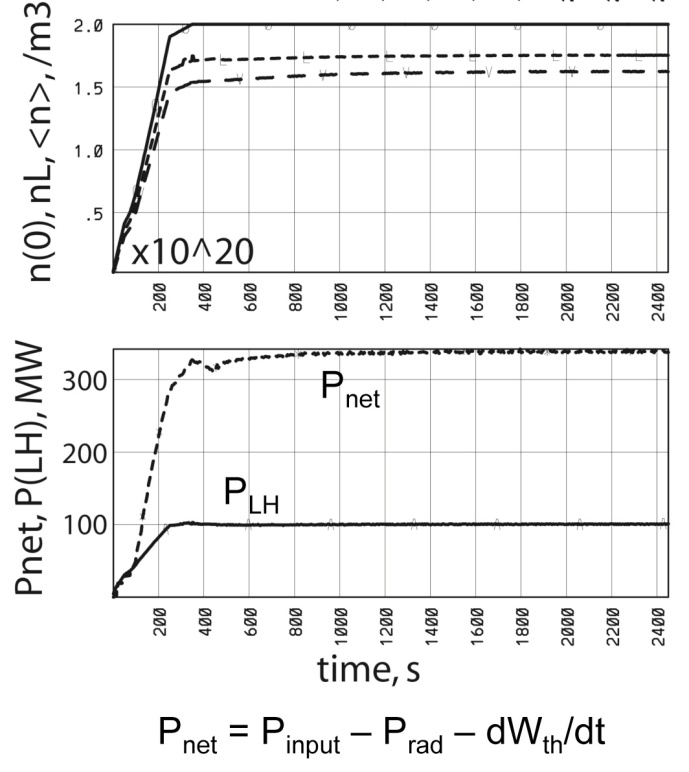 n(0), nL, <n>, /m3
2.0
1.5
1.0
.5
x10^20
200 400 600 800 1000 1200 1400 1600 1800 2000 2200 2400
Pnet, P(LH), MW
300
200
100
Pnet
PLH
200 400 600 800 1000 1200 1400 1600 1800 2000 2200 2400
time, s
Pnet = Pinput – Prad – dWth/dt